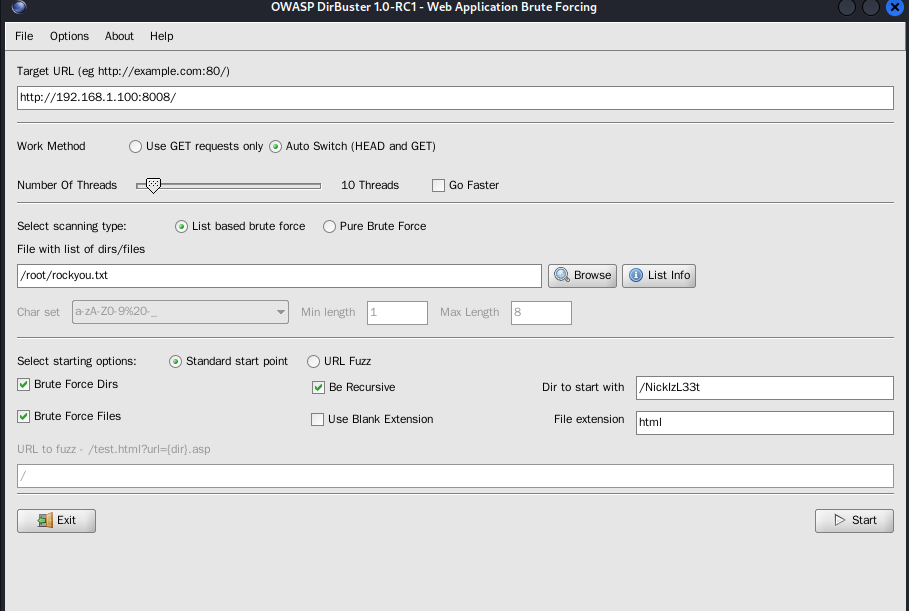 OWASP DirBuster 1.0-RC1 - Web Application Brute Forcing
File Options About Help
Target URL (eg http://example.com:80/)
http://192.168.1.100:8008/
Work Method Use GET requests only Auto Switch (HEAD and GET)
Number Of Threads 10 Threads Go Faster
Select scanning type: List based brute force Pure Brute Force
File with list of dirs/files
/root/rockyou.txt Browse List Info
Char set a-zA-Z0-9%20-_ Min length 1 Max Length 8
Select starting options: Standard start point URL Fuzz
Brute Force Dirs Be Recursive Dir to start with /NickIzL33t
Brute Force Files Use Blank Extension File extension html
URL to fuzz - /test.html?url={dir}.asp
/
Exit Start